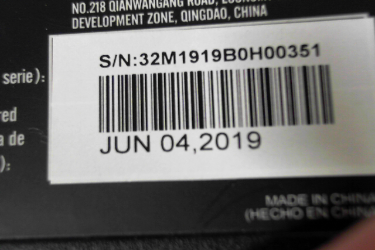 NO.218 QIANWANGANG ROAD, ECONOMIC
DEVELOPMENT ZONE, QINGDAO, CHINA
S/N:32M1919B0H00351
serie):
red
a de
):
JUN 04,2019
MADE IN CHINA
(HECHO EN CHINA